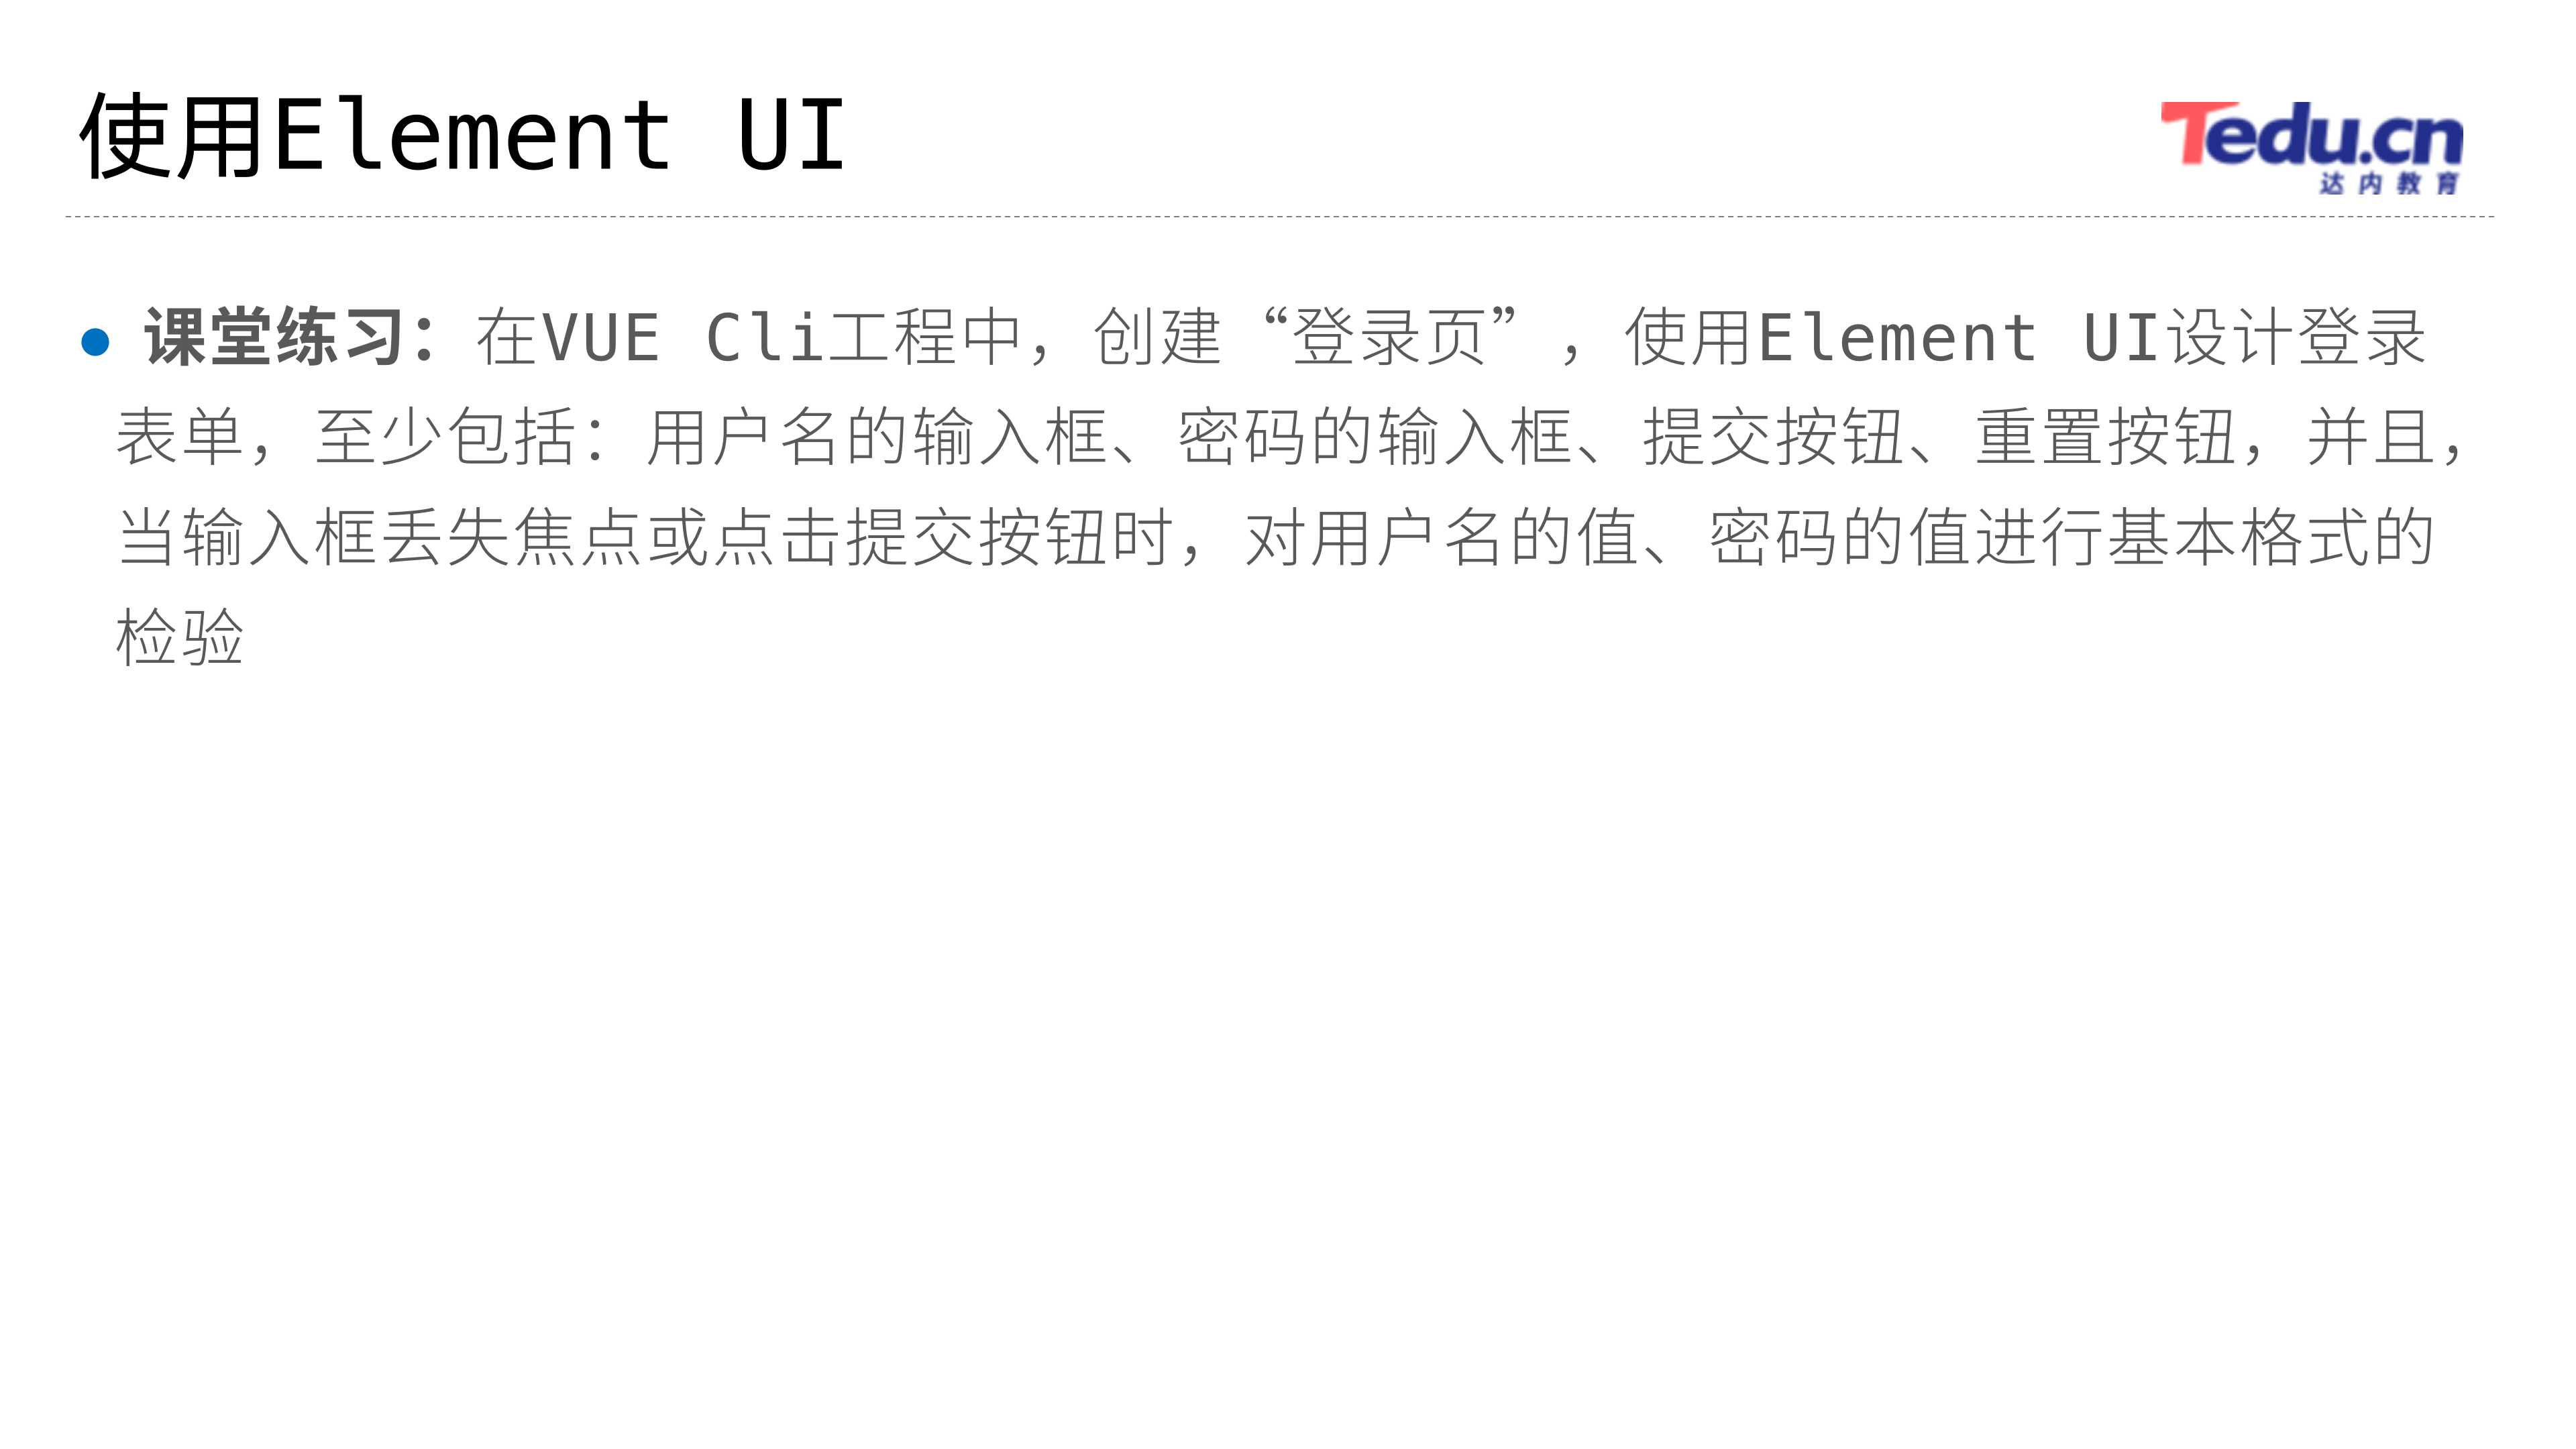 使用Element UI
Tedu.cn
达内教育
● 课堂练习：在VUE Cli工程中，创建“登录页”，使用Element UI设计登录
表单，至少包括：用户名的输入框、密码的输入框、提交按钮、重置按钮，并且，
当输入框丢失焦点或点击提交按钮时，对用户名的值、密码的值进行基本格式的
检验